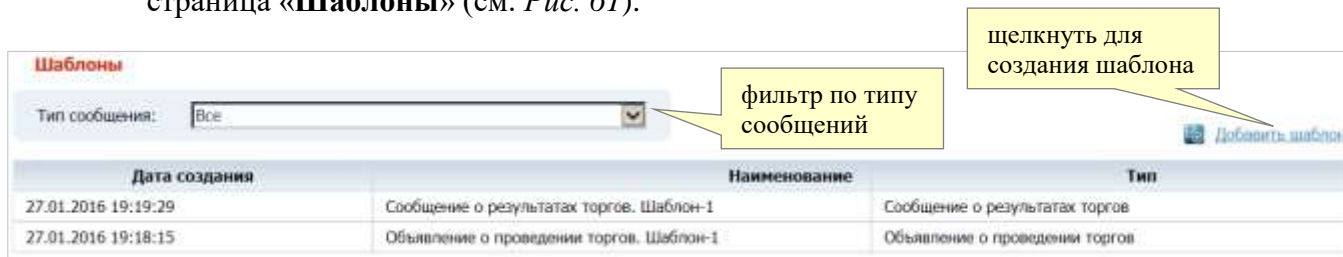 страница «Шаблоны» (см. Рис. 61).
щелкнуть для
создания шаблона
Шаблоны
фильтр по типу
сообщений
Тип сообщения: Все
Добавить шаблон
Дата создания Наименование Тип
27.01.2016 19:19:29 Сообщение о результатах торгов. Шаблон-1 Сообщение о результатах торгов
27.01.2016 19:18:15 Объявление о проведении торгов. Шаблон-1 Объявление о проведении торгов